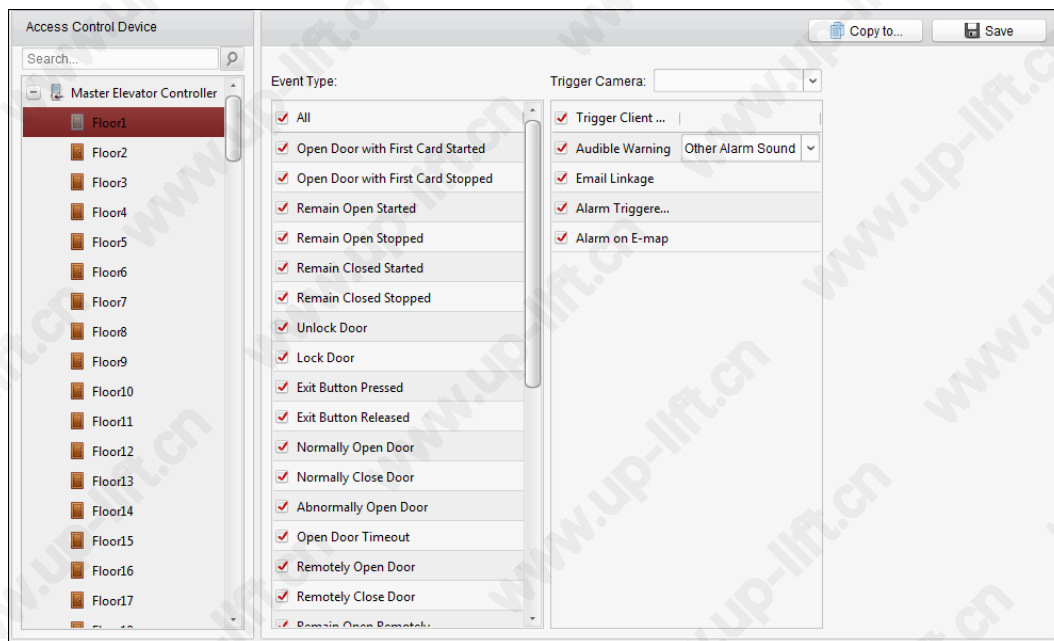 Access Control Device
Copy to...
Save
Search...
Master Elevator Controller
Floor1
Floor2
Floor3
Floor4
Floor5
Floor6
Floor7
Floor8
Floor9
Floor10
Floor11
Floor12
Floor13
Floor14
Floor15
Floor16
Floor17
Event Type:
All
Open Door with First Card Started
Open Door with First Card Stopped
Remain Open Started
Remain Open Stopped
Remain Closed Started
Remain Closed Stopped
Unlock Door
Lock Door
Exit Button Pressed
Exit Button Released
Normally Open Door
Normally Close Door
Abnormally Open Door
Open Door Timeout
Remotely Open Door
Remotely Close Door
Remain Open Remotely
Trigger Camera:
Trigger Client ...
Audible Warning Other Alarm Sound
Email Linkage
Alarm Triggere...
Alarm on E-map
www.up-lift.cn